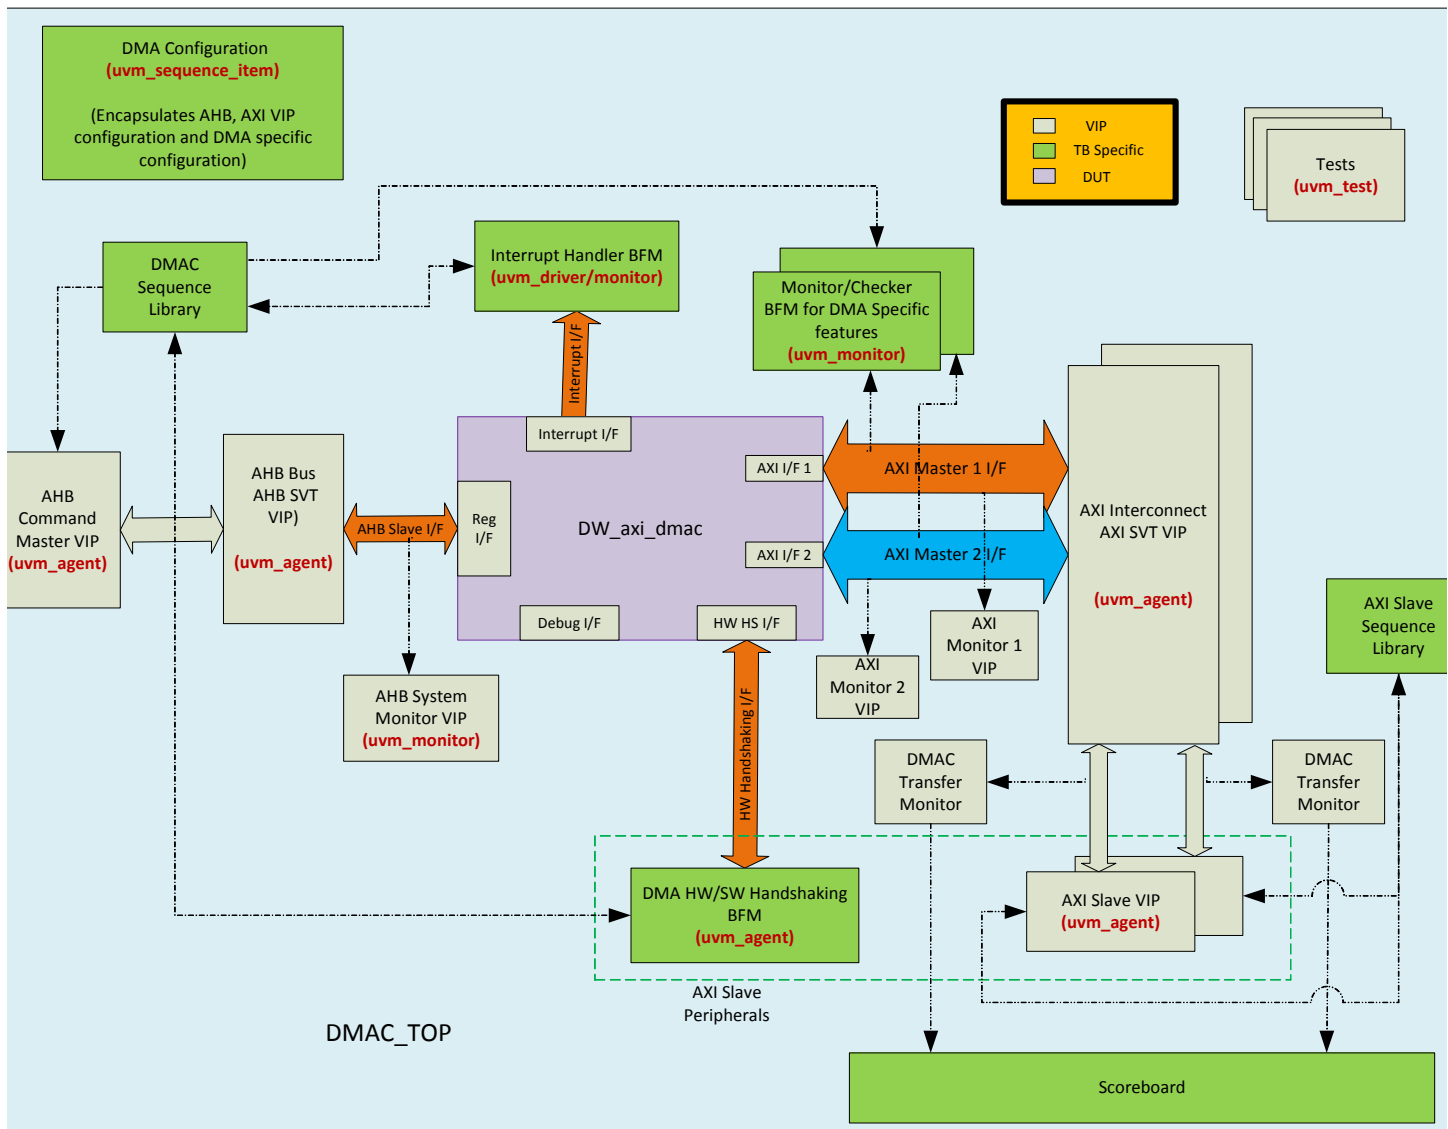 DMA Configuration
(uvm_sequence_item)
(Encapsulates AHB, AXI VIP
configuration and DMA specific
configuration)
VIP
TB Specific
DUT
Tests
(uvm_test)
DMAC
Sequence
Library
Interrupt Handler BFM
(uvm_driver/monitor)
Monitor/Checker
BFM for DMA Specific
features
(uvm_monitor)
Interrupt I/F
Interrupt I/F
AHB
Command
Master VIP
(uvm_agent)
AHB Bus
AHB SVT
VIP)
(uvm_agent)
AHB Slave I/F
Reg
I/F
DW_axi_dmac
AXI I/F 1
AXI I/F 2
AXI Master 1 I/F
AXI Master 2 I/F
AXI Interconnect
AXI SVT VIP
(uvm_agent)
Debug I/F
HW HS I/F
AXI
Monitor 1
VIP
AXI
Monitor 2
VIP
AXI Slave
Sequence
Library
AHB System
Monitor VIP
(uvm_monitor)
HW Handshaking I/F
DMAC
Transfer
Monitor
DMAC
Transfer
Monitor
DMA HW/SW Handshaking
BFM
(uvm_agent)
AXI Slave VIP
(uvm_agent)
AXI Slave
Peripherals
DMAC_TOP
Scoreboard